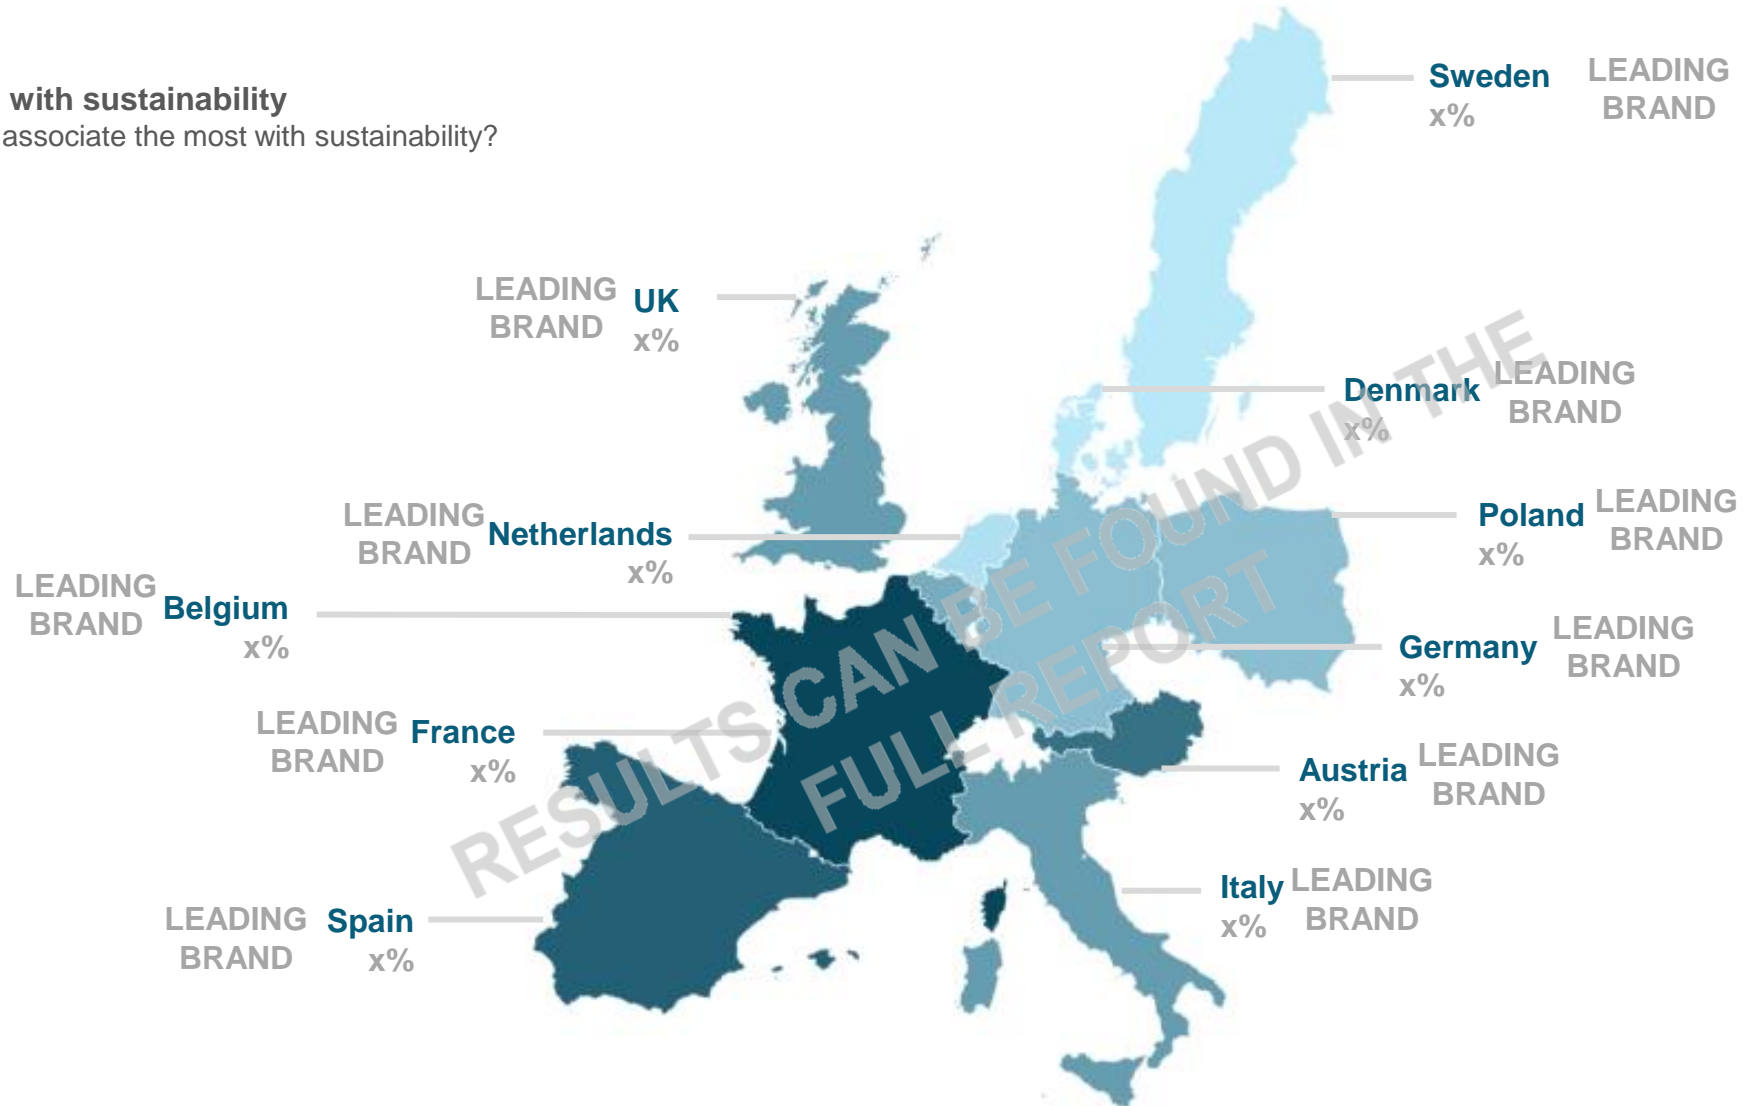 with sustainability
associate the most with sustainability?
Sweden
x%
LEADING
BRAND
LEADING
BRAND
UK
x%
Denmark
x%
LEADING
BRAND
LEADING
BRAND
Netherlands
x%
Poland
x%
LEADING
BRAND
LEADING
BRAND
Belgium
x%
Germany
x%
LEADING
BRAND
LEADING
BRAND
France
x%
Austria
x%
LEADING
BRAND
Italy
x%
LEADING
BRAND
LEADING
BRAND
Spain
x%
RESULTS CAN BE FOUND IN THE
FULL REPORT